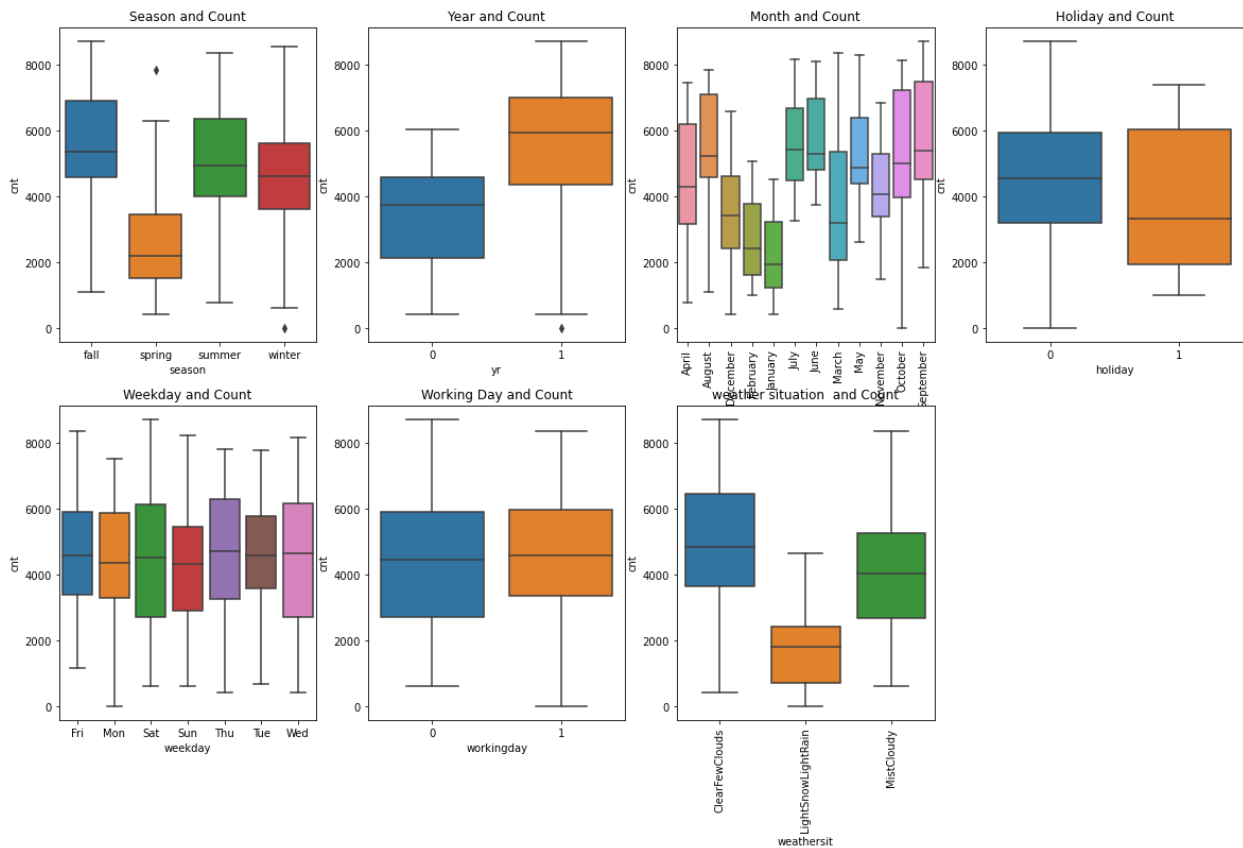 Season and Count
cnt
8000
6000
4000
2000
0
fall spring summer winter
season
Year and Count
cnt
8000
6000
4000
2000
0
0 1
yr
Month and Count
cnt
8000
6000
4000
2000
0
April August December February January July June March May November October September
Holiday and Count
cnt
8000
6000
4000
2000
0
0 1
holiday
Weekday and Count
cnt
8000
6000
4000
2000
0
Fri Mon Sat Sun Thu Tue Wed
weekday
Working Day and Count
cnt
8000
6000
4000
2000
0
0 1
workingday
weather situation and Count
cnt
8000
6000
4000
2000
0
ClearFewClouds LightSnowLightRain MistCloudy
weathersit